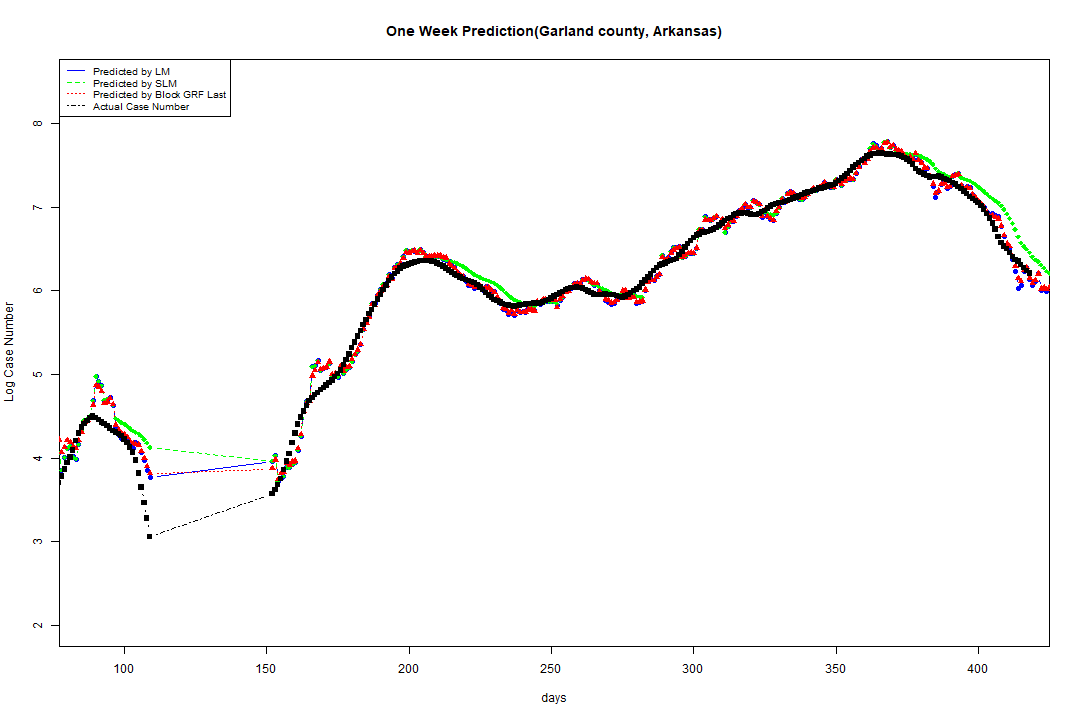 One Week Prediction(Garland county, Arkansas)
Predicted by LM
Predicted by SLM
Predicted by Block GRF Last
Actual Case Number
8
7
6
5
4
3
2
Log Case Number
100 150 200 250 300 350 400
days